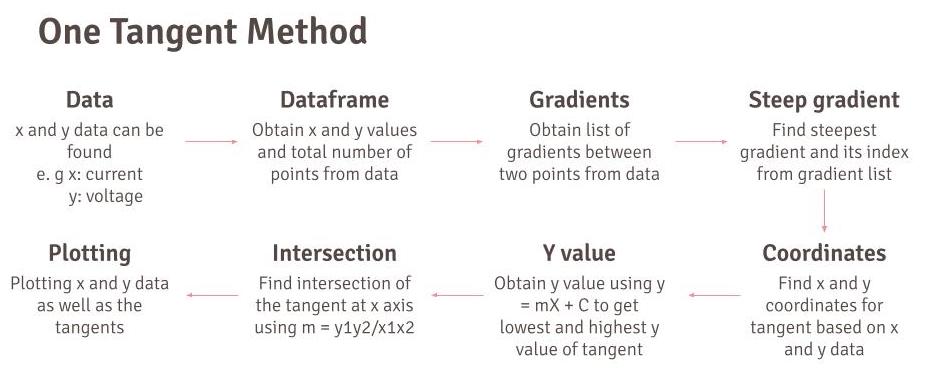 One Tangent Method
Data
x and y data can be
found
e. g x: current
y: voltage
Dataframe
Obtain x and y values
and total number of
points from data
Gradients
Obtain list of
gradients between
two points from data
Steep gradient
Find steepest
gradient and its index
from gradient list
Coordinates
Find x and y
coordinates for
tangent based on x
and y data
Y value
Obtain y value using y
= mX + C to get
lowest and highest y
value of tangent
Intersection
Find intersection of
the tangent at x axis
using m = y1y2/x1x2
Plotting
Plotting x and y data
as well as the
tangents